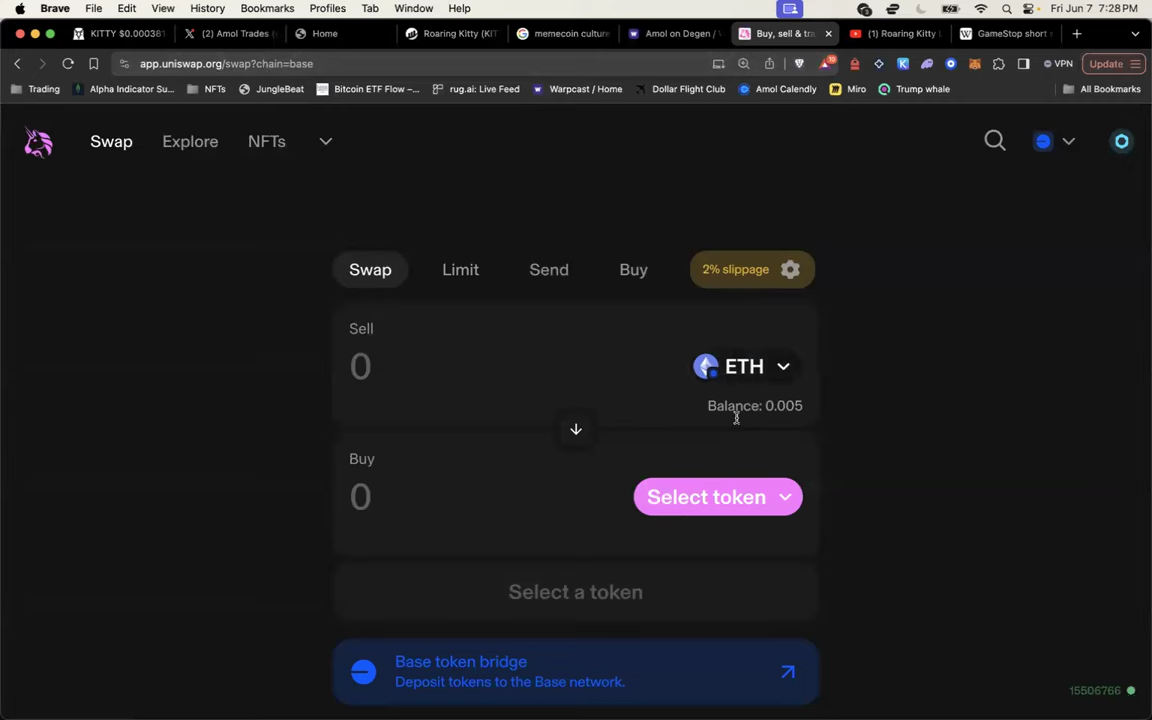 Brave File Edit View History Bookmarks Profiles Tab Window Help Fri Jun 7 7:28 PM
KITTY $0.000381 (2) Amol Trades Home Roaring Kitty (KIT memecoin culture Amol on Degen / Buy, sell & tra (1) Roaring Kitty GameStop short
app.uniswap.org/swap?chain=base 19 VPN Update
Trading Alpha Indicator Su... NFTs JungleBeat Bitcoin ETF Flow –... rug.ai: Live Feed Warpcast / Home Dollar Flight Club Amol Calendly Miro Trump whale All Bookmarks
Swap Explore NFTs
Swap Limit Send Buy 2% slippage
Sell
0 ETH
Balance: 0.005
Buy
0 Select token
Select a token
Base token bridge
Deposit tokens to the Base network.
15506766